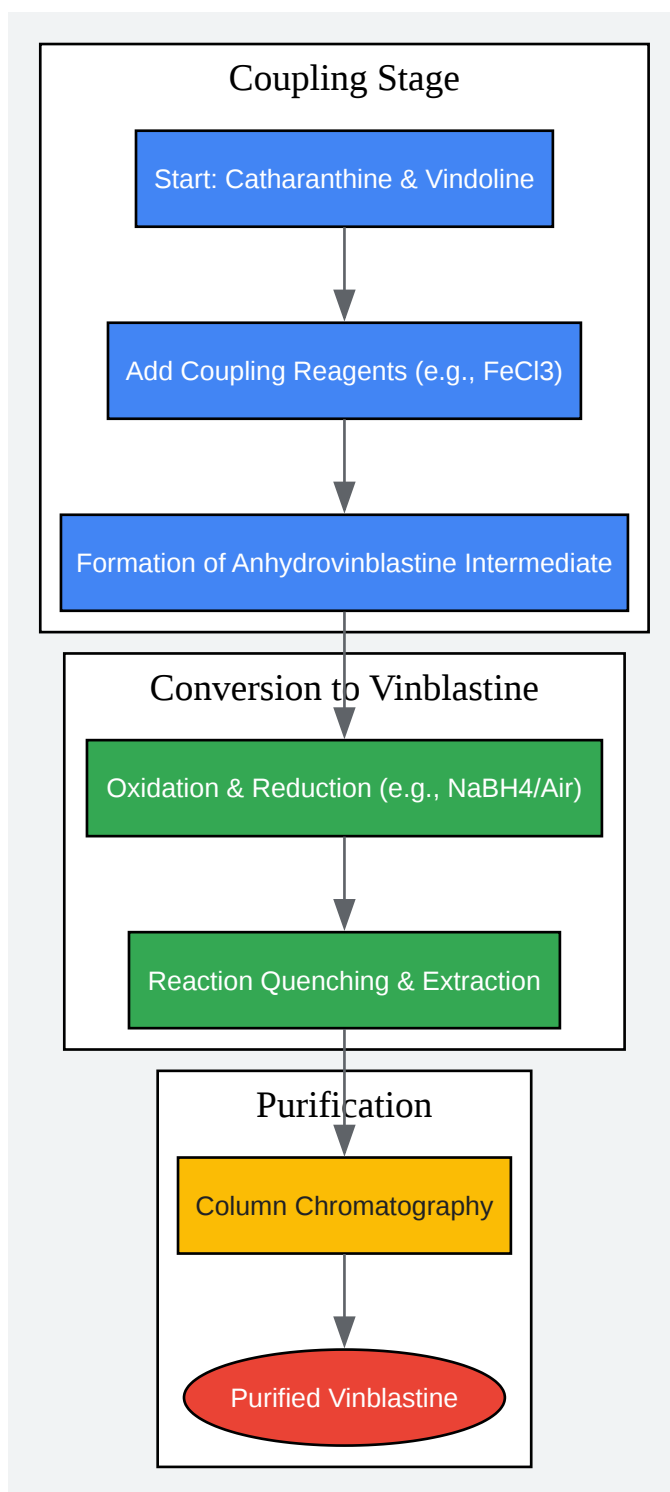 Coupling Stage
Start: Catharanthine & Vindoline
Add Coupling Reagents (e.g., FeCl3)
Formation of Anhydrovinblastine Intermediate
Conversion to Vinblastine
Oxidation & Reduction (e.g., NaBH4/Air)
Reaction Quenching & Extraction
Purification
Column Chromatography
Purified Vinblastine